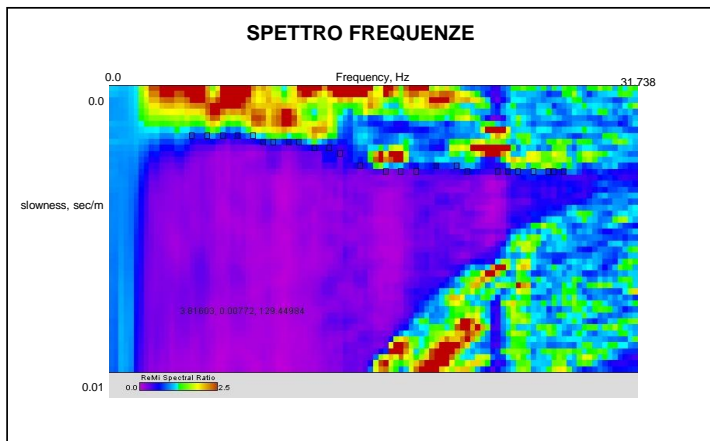 SPETTRO FREQUENZE
0.0 Frequency, Hz 31.738
0.0
slowness, sec/m
3.81603, 0.00772, 129.44984
0.01
ReMi Spectral Ratio
0.0 2.5